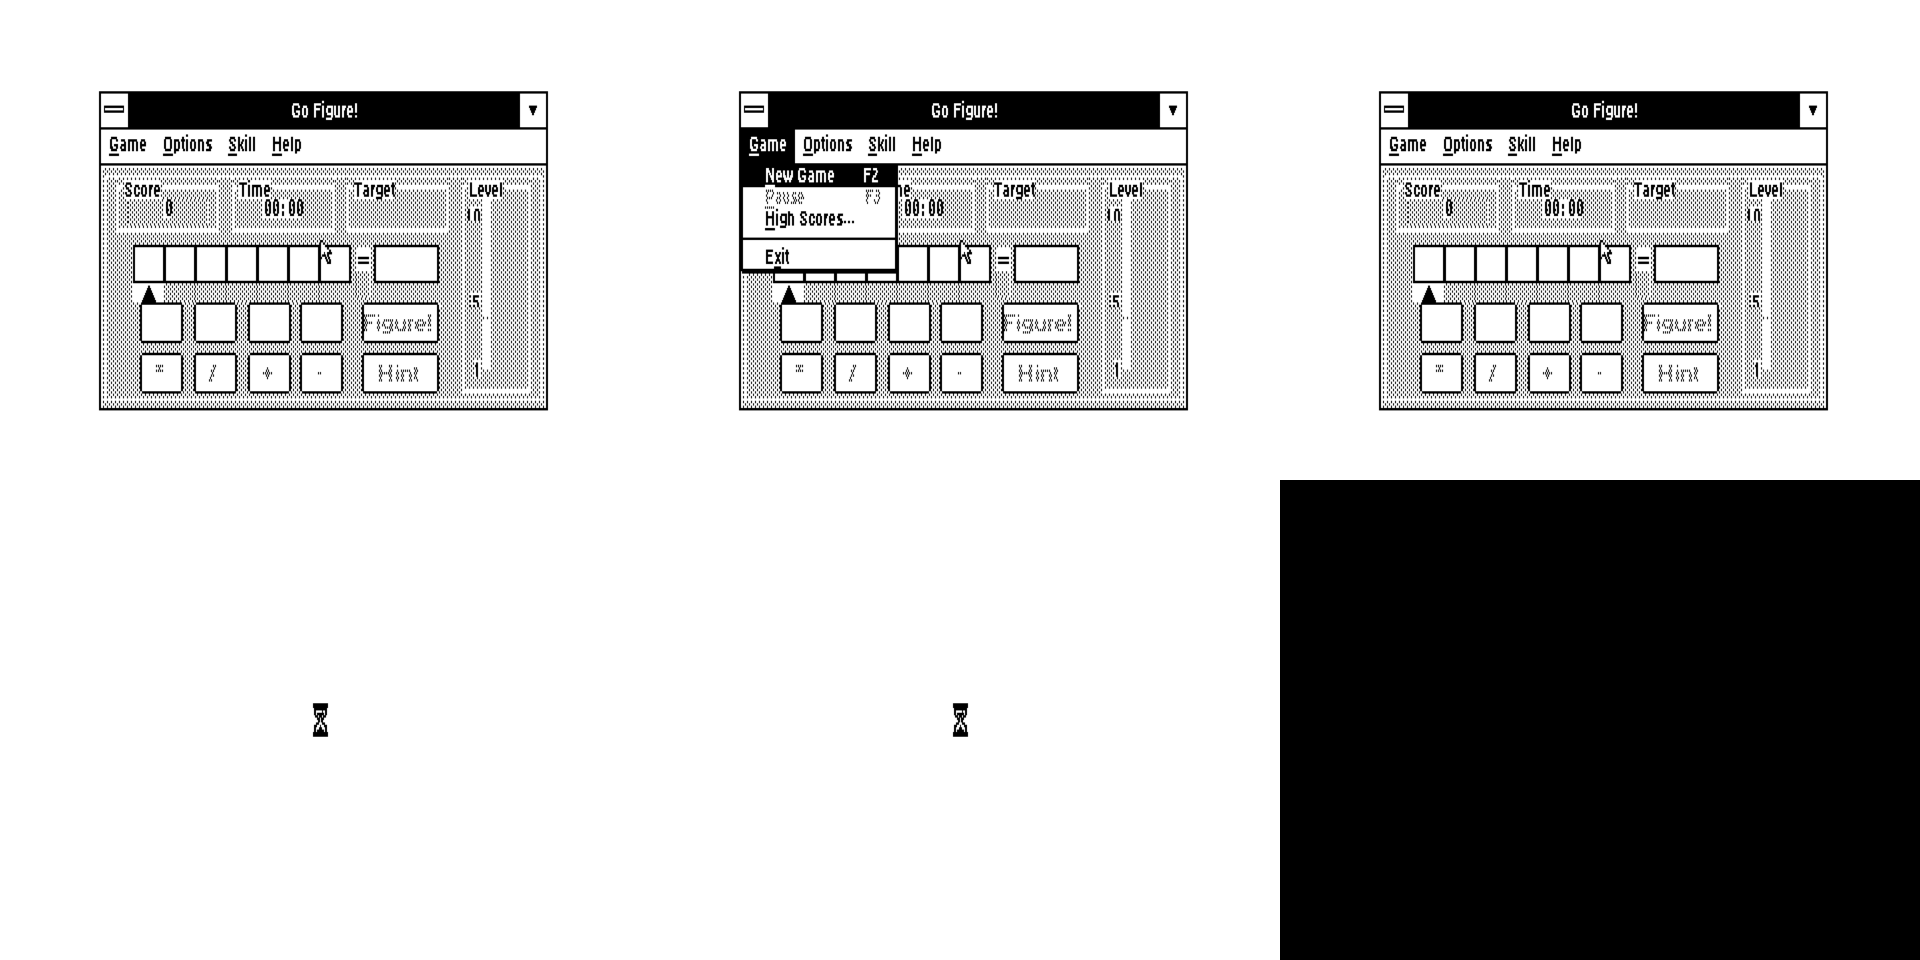 Go Figure!
Game Options Skill Help
Score Time Target Level
0 00:00
10
=
5
Figure!
* / + - Hint
1
Go Figure!
Game Options Skill Help
New Game F2
Pause F3
High Scores...
Exit
00:00
Target Level
10
=
5
Figure!
* / + - Hint
1
Go Figure!
Game Options Skill Help
Score Time Target Level
0 00:00
10
=
5
Figure!
* / + - Hint
1